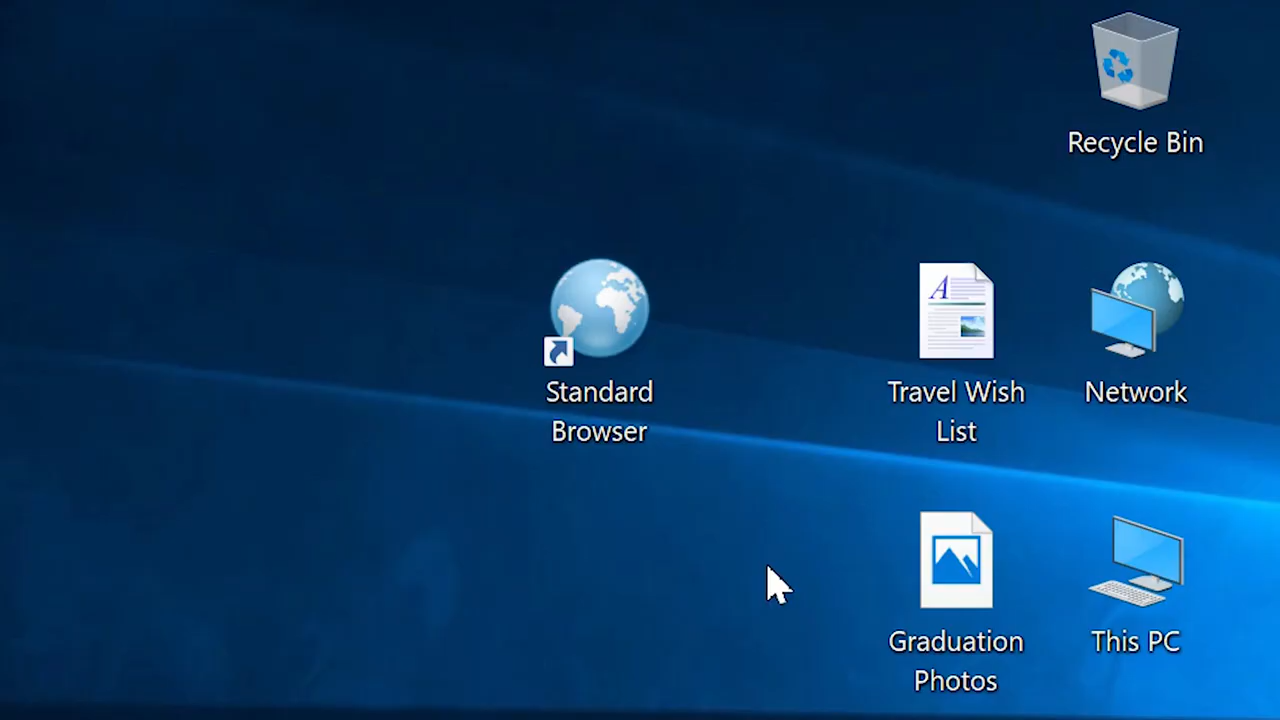 Recycle Bin
Standard
Browser
Travel Wish
List
Network
Graduation
Photos
This PC